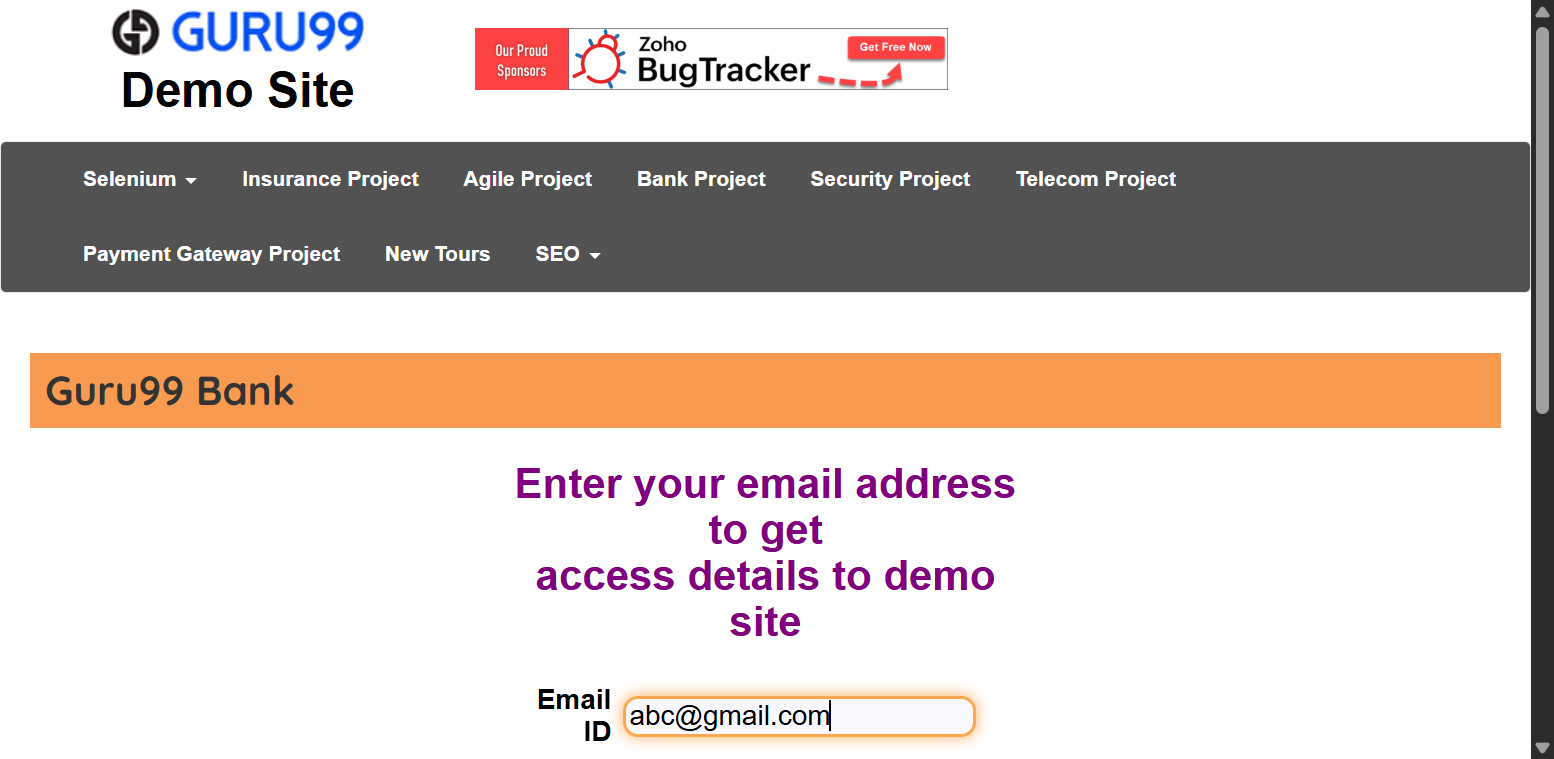 GURU99
Demo Site
Our Proud
Sponsors
Zoho
BugTracker
Get Free Now
Selenium
Insurance Project
Agile Project
Bank Project
Security Project
Telecom Project
Payment Gateway Project
New Tours
SEO
Guru99 Bank
Enter your email address
to get
access details to demo
site
Email
ID
abc@gmail.com